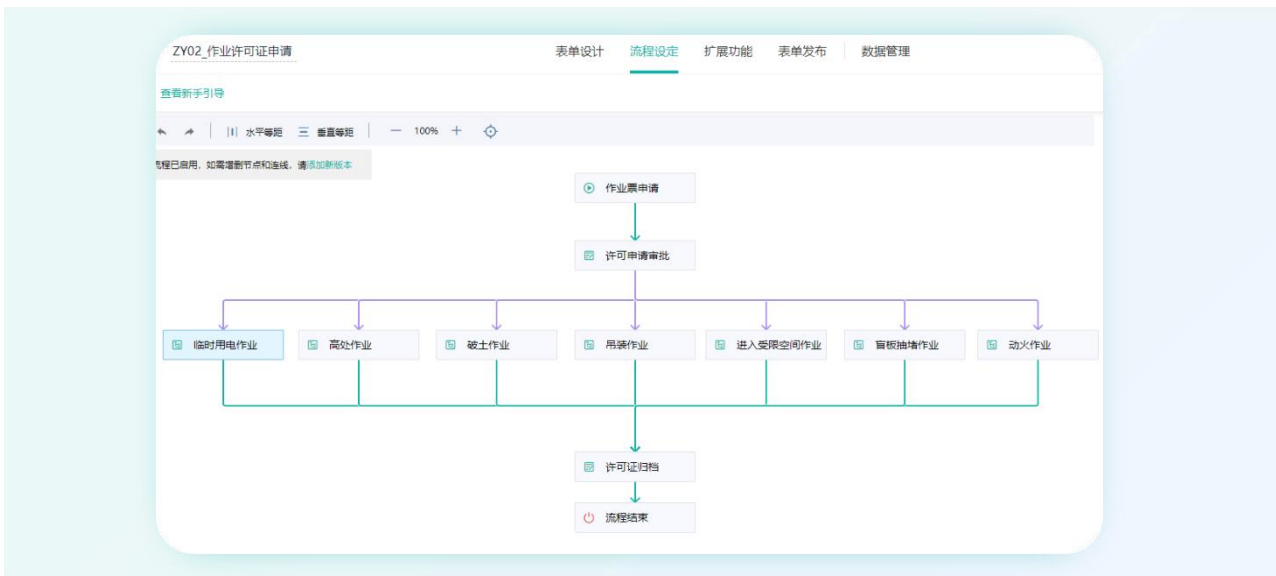 ZY02_作业许可证申请 表单设计 流程设定 扩展功能 表单发布 数据管理
查看新手引导
水平等距 垂直等距 100%
流程已启用，如需增删节点和连线，请添加新版本
作业票申请
许可申请审批
临时用电作业 高处作业 破土作业 吊装作业 进入受限空间作业 盲板抽堵作业 动火作业
许可证归档
流程结束